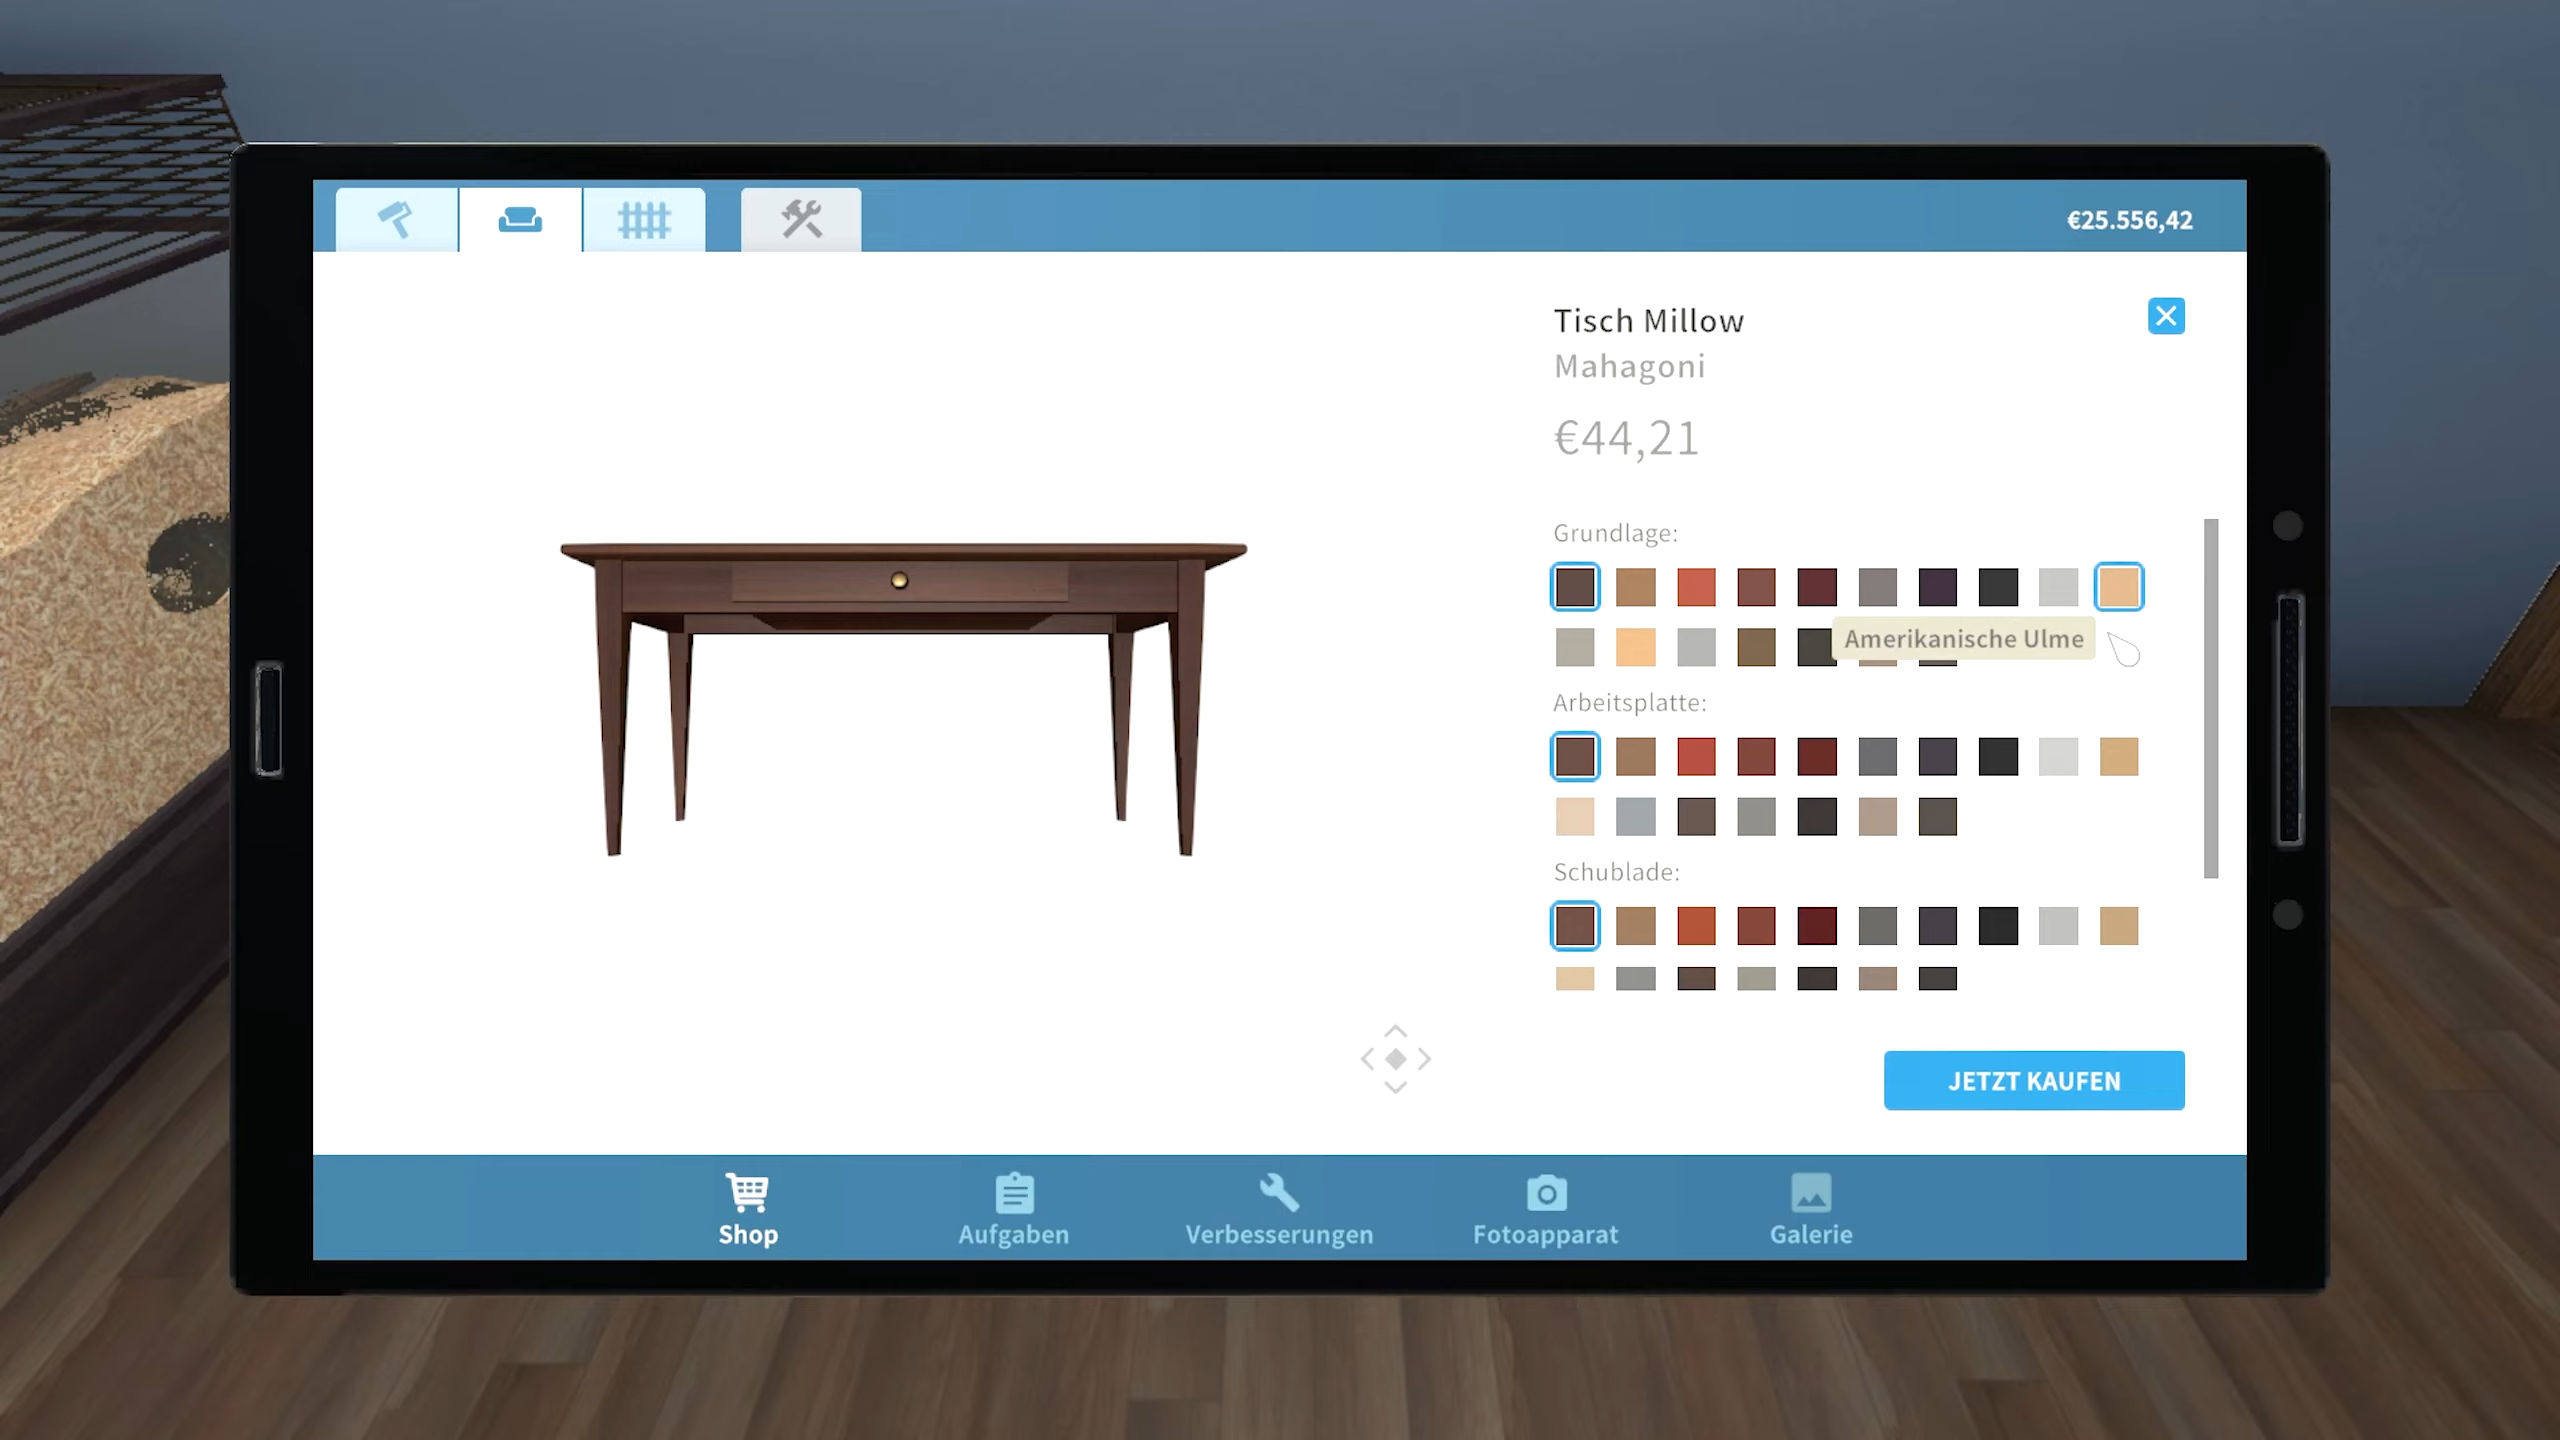 €25.556,42
Tisch Millow
Mahagoni
€44,21
Grundlage:
Amerikanische Ulme
Arbeitsplatte:
Schublade:
JETZT KAUFEN
Shop
Aufgaben
Verbesserungen
Fotoapparat
Galerie